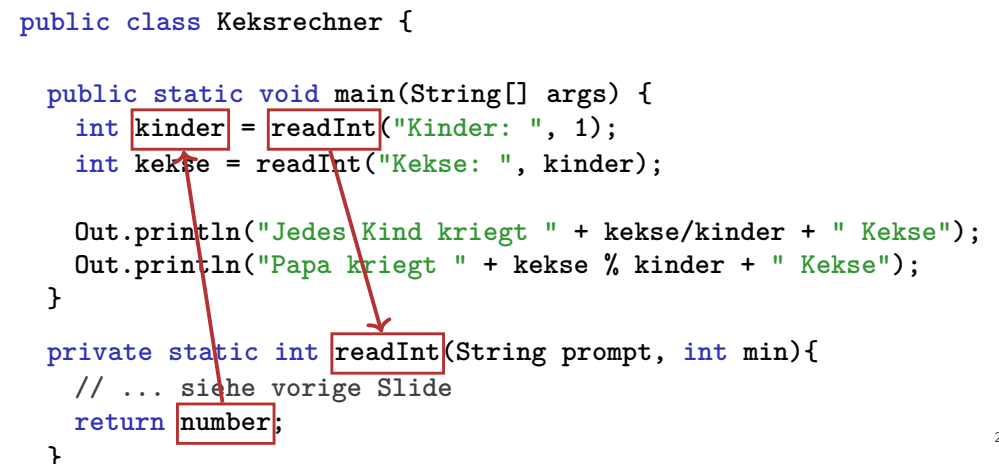 public class Keksrechner {
public static void main(String[] args) {
int kinder = readInt("Kinder: ", 1);
int kekse = readInt("Kekse: ", kinder);
Out.println("Jedes Kind kriegt " + kekse/kinder + " Kekse");
Out.println("Papa kriegt " + kekse % kinder + " Kekse");
}
private static int readInt(String prompt, int min){
// ... siehe vorige Slide
return number;
}
2